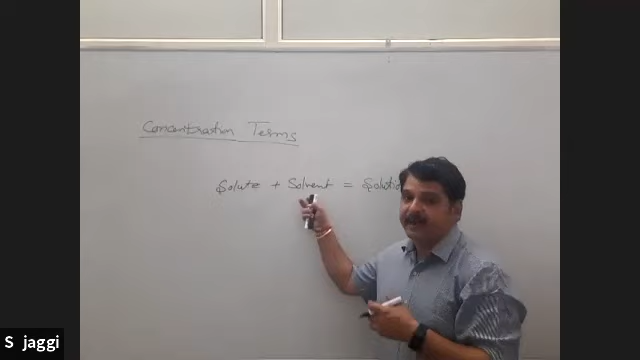 Concentration Terms
Solute + Solvent = Solutio
S jaggi